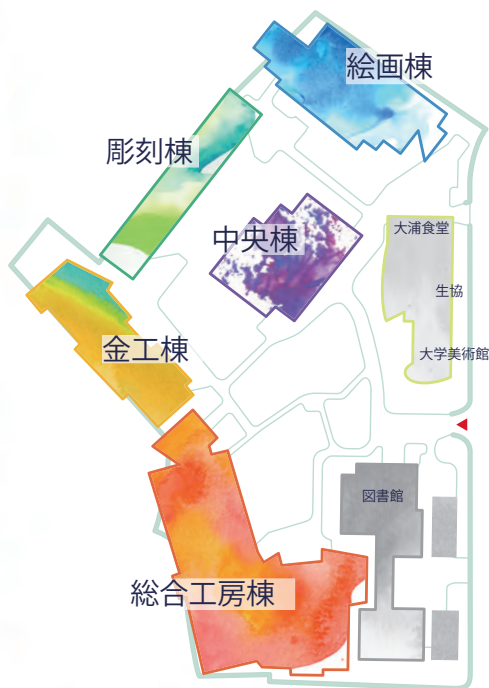 絵画棟
彫刻棟
中央棟
大浦食堂
生協
金工棟
大学美術館
図書館
総合工房棟